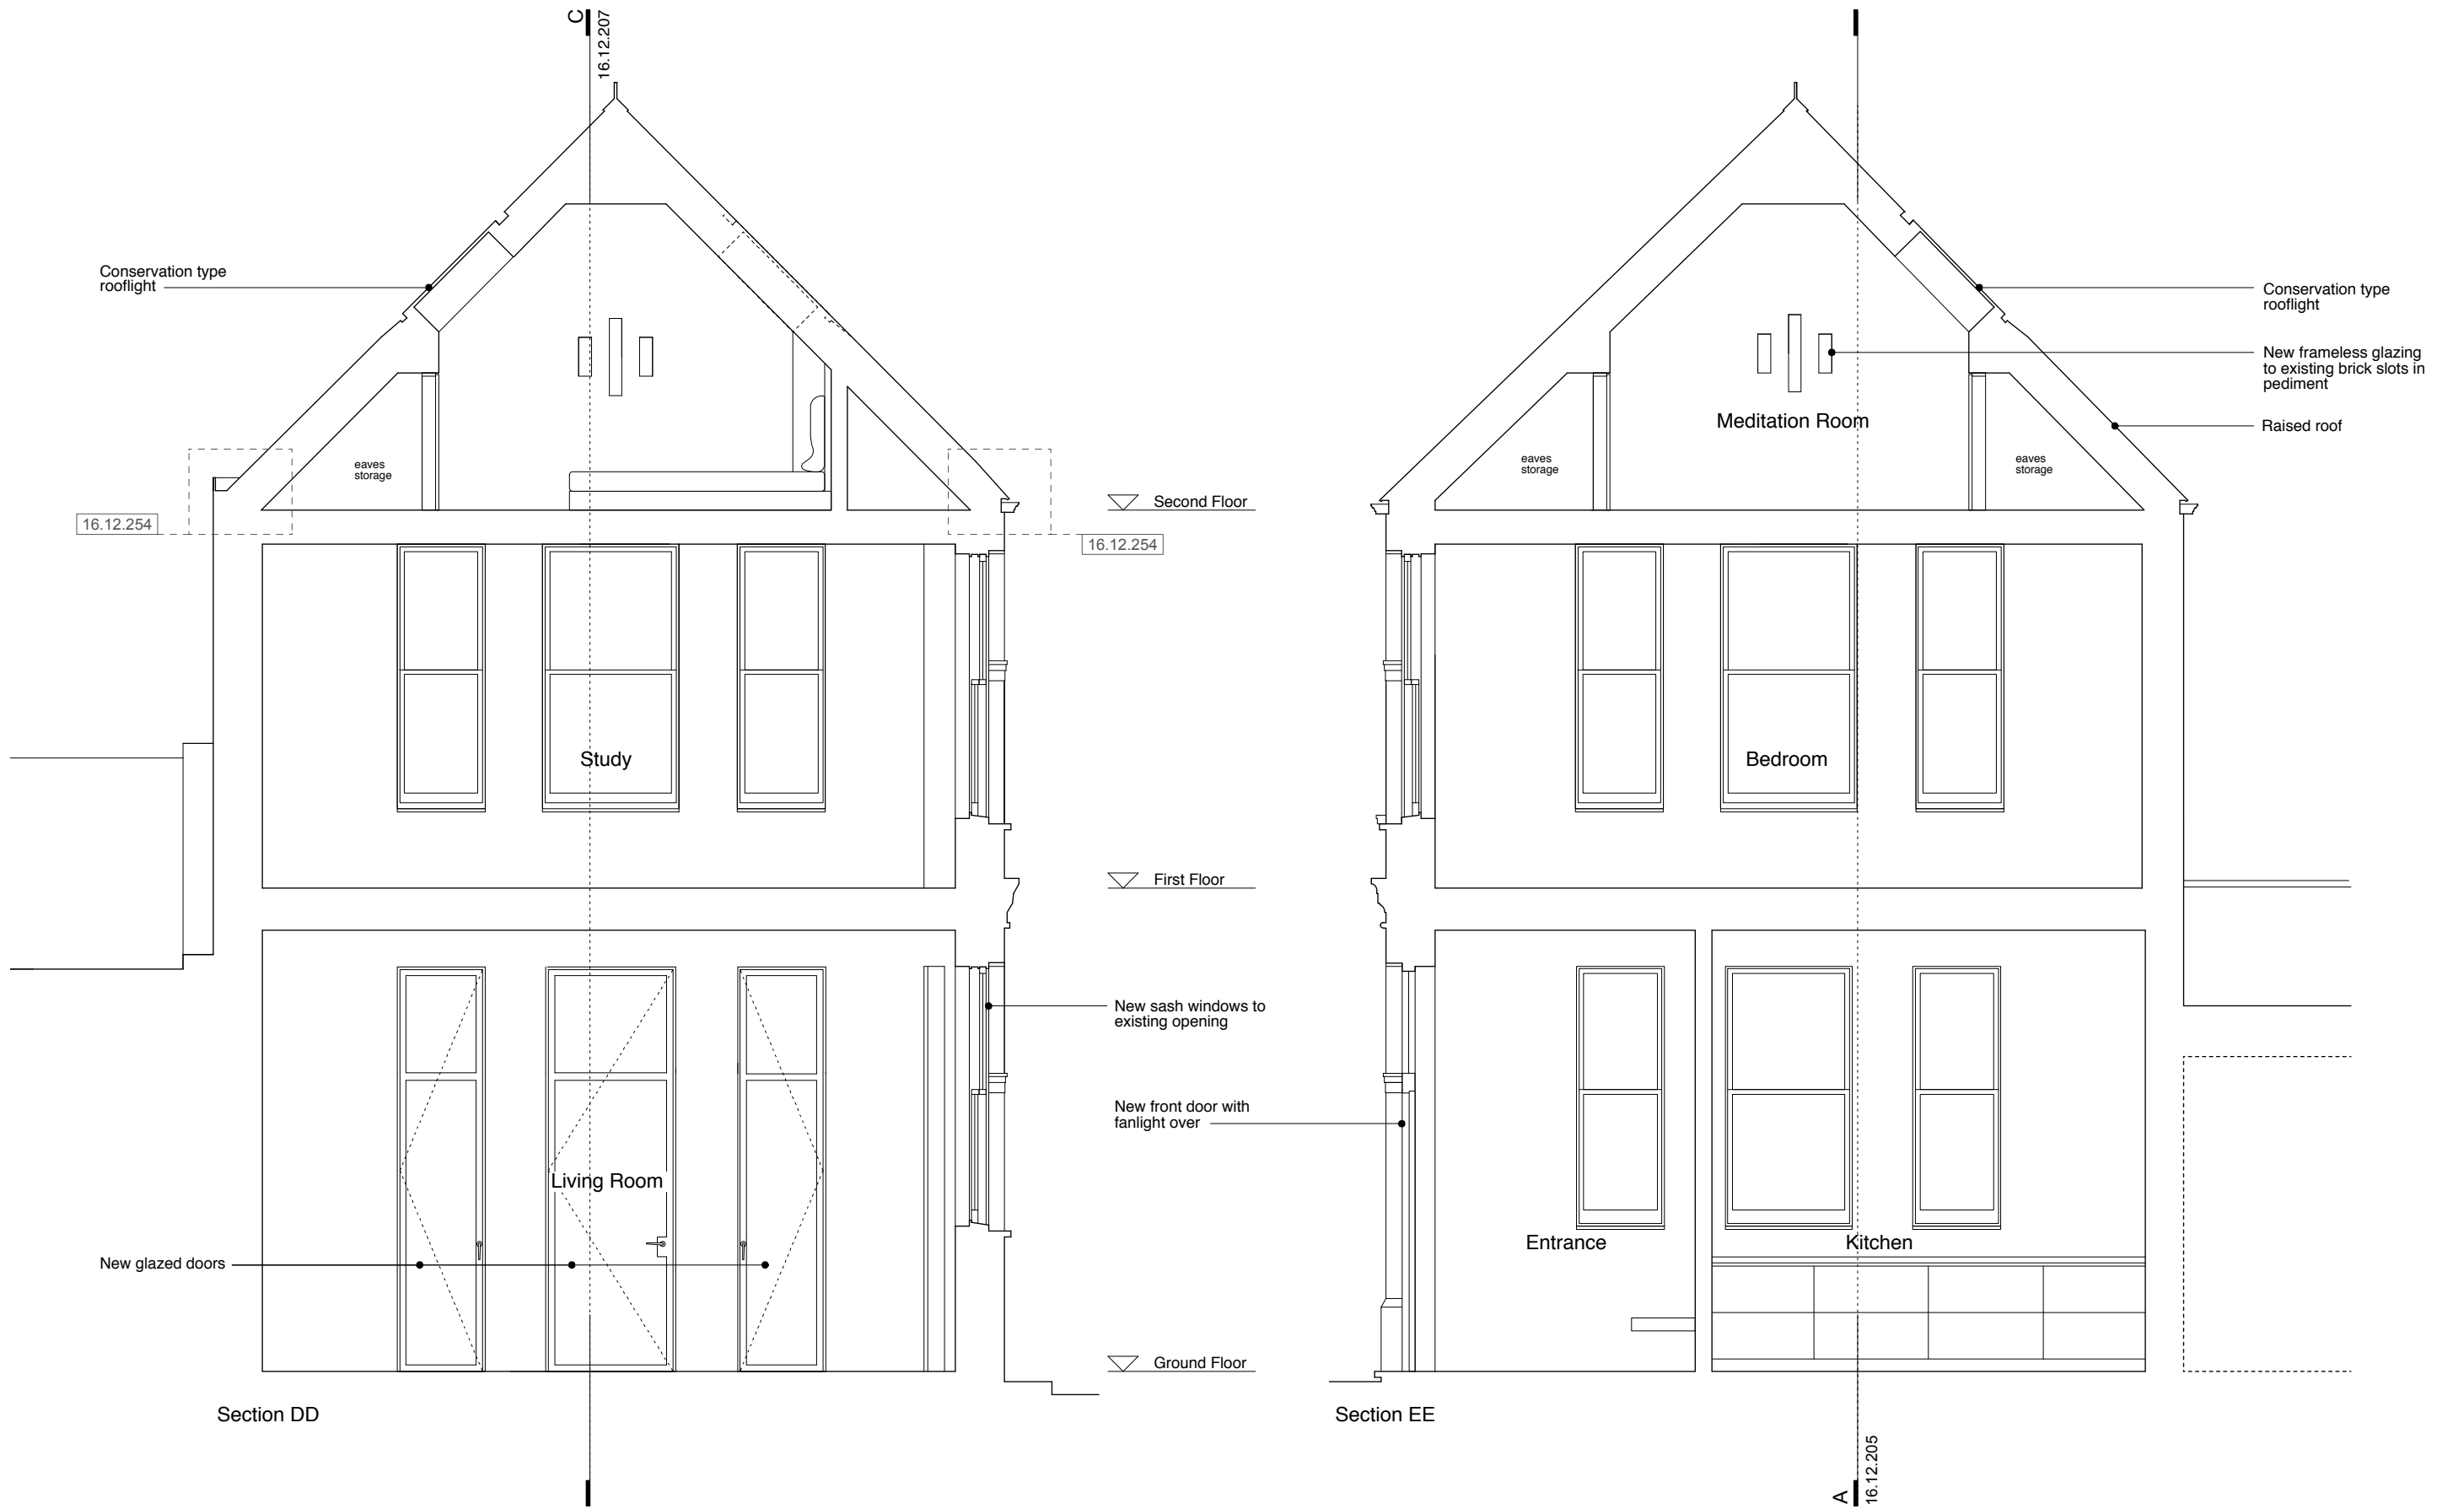 C
16.12.207
Conservation type
rooflight
eaves
storage
16.12.254
16.12.254
Study
Living Room
New glazed doors
Section DD
Second Floor
First Floor
New sash windows to
existing opening
New front door with
fanlight over
Ground Floor
Conservation type
rooflight
New frameless glazing
to existing brick slots in
pediment
Raised roof
Meditation Room
eaves
storage
eaves
storage
Bedroom
Entrance
Kitchen
Section EE
A
16.12.205